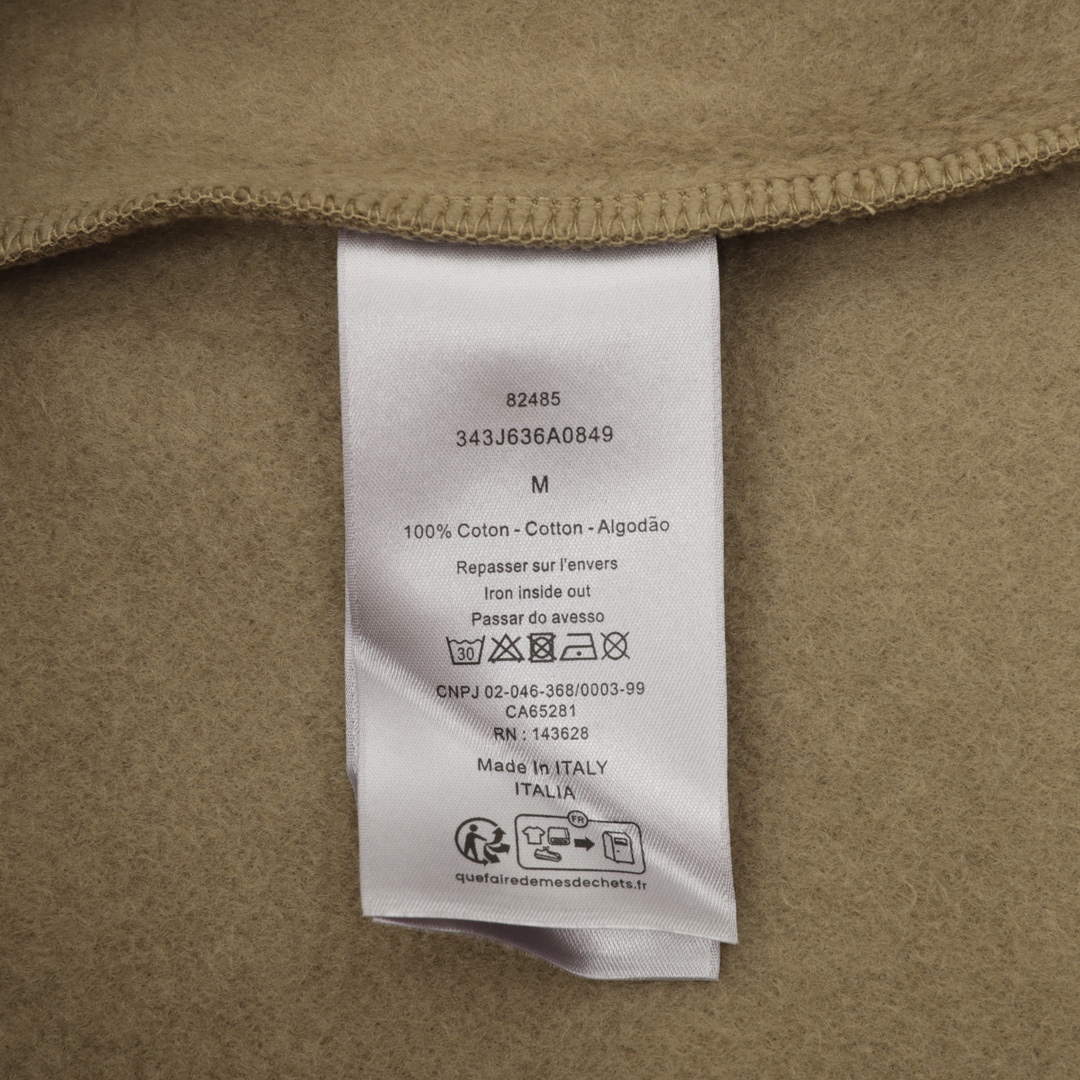 82485
343J636A0849
M
100% Coton - Cotton - Algodão
Repasser sur l'envers
Iron inside out
Passar do avesso
30
CNPJ 02-046-368/0003-99
CA65281
RN : 143628
Made In ITALY
ITALIA
FR
quefairedemesdechets.fr